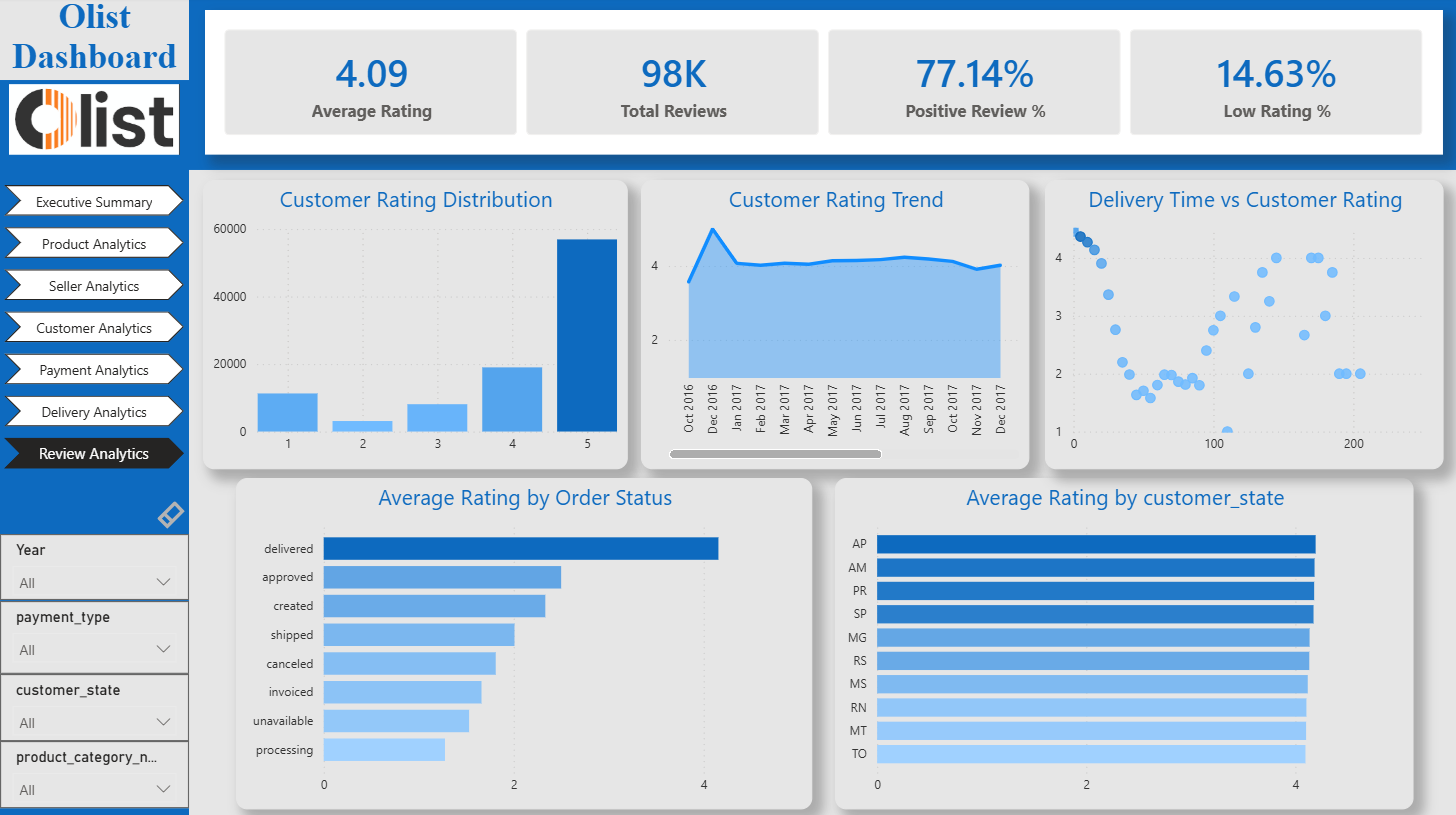 Olist
Dashboard
Olist
Executive Summary
Product Analytics
Seller Analytics
Customer Analytics
Payment Analytics
Delivery Analytics
Review Analytics
Year
All
payment_type
All
customer_state
All
product_category_n...
All
4.09
Average Rating
98K
Total Reviews
77.14%
Positive Review %
14.63%
Low Rating %
Customer Rating Distribution
60000
40000
20000
0
1 2 3 4 5
Customer Rating Trend
4
2
Oct 2016
Dec 2016
Jan 2017
Feb 2017
Mar 2017
Apr 2017
May 2017
Jun 2017
Jul 2017
Aug 2017
Sep 2017
Oct 2017
Nov 2017
Dec 2017
Delivery Time vs Customer Rating
4
3
2
1
0 100 200
Average Rating by Order Status
delivered
approved
created
shipped
canceled
invoiced
unavailable
processing
0 2 4
Average Rating by customer_state
AP
AM
PR
SP
MG
RS
MS
RN
MT
TO
0 2 4